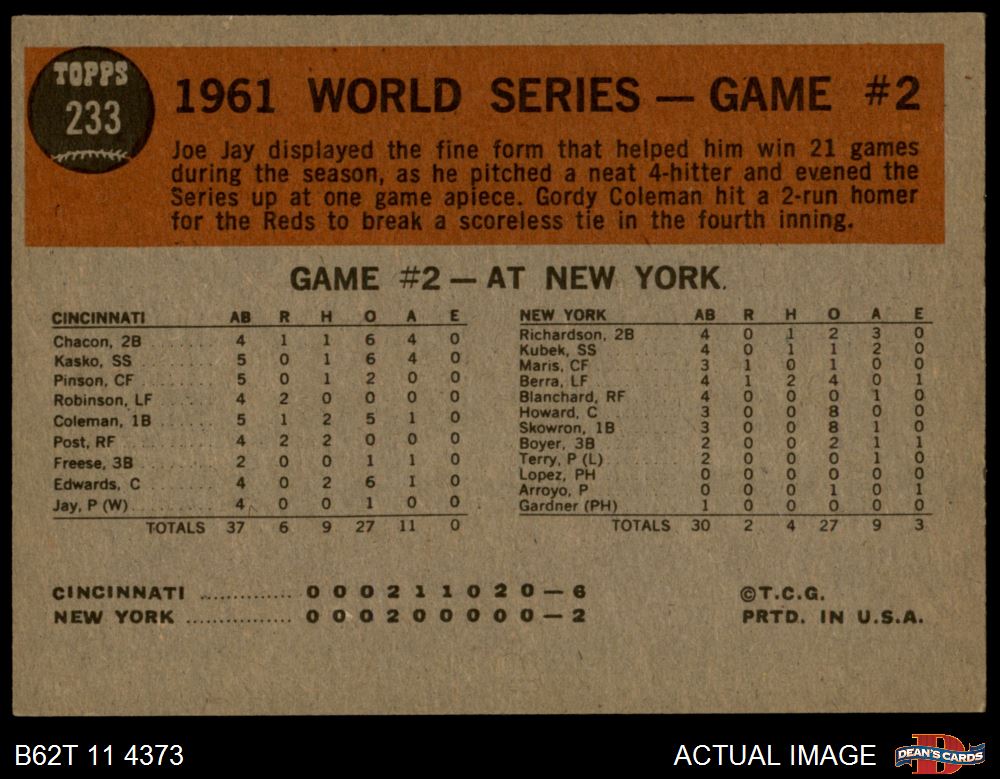 TOPPS
233
1961 WORLD SERIES — GAME #2
Joe Jay displayed the fine form that helped him win 21 games
during the season, as he pitched a neat 4-hitter and evened the
Series up at one game apiece. Gordy Coleman hit a 2-run homer
for the Reds to break a scoreless tie in the fourth inning.
GAME #2 — AT NEW YORK.
CINCINNATI AB R H O A E
Chacon, 2B 4 1 1 6 4 0
Kasko, SS 5 0 1 6 4 0
Pinson, CF 5 0 1 2 0 0
Robinson, LF 4 2 0 0 0 0
Coleman, 1B 5 1 2 5 1 0
Post, RF 4 2 2 0 0 0
Freese, 3B 2 0 0 1 1 0
Edwards, C 4 0 2 6 1 0
Jay, P (W) 4 0 0 1 0 0
TOTALS 37 6 9 27 11 0
NEW YORK AB R H O A E
Richardson, 2B 4 0 1 2 3 0
Kubek, SS 4 0 1 1 2 0
Maris, CF 3 1 0 1 0 0
Berra, LF 4 1 2 4 0 1
Blanchard, RF 4 0 0 0 1 0
Howard, C 3 0 0 8 0 0
Skowron, 1B 3 0 0 8 1 0
Boyer, 3B 2 0 0 2 1 1
Terry, P (L) 2 0 0 0 1 0
Lopez, PH 0 0 0 0 0 0
Arroyo, P 0 0 0 1 0 1
Gardner (PH) 1 0 0 0 0 0
TOTALS 30 2 4 27 9 3
CINCINNATI .............. 0 0 0 2 1 1 0 2 0 — 6
NEW YORK ................ 0 0 0 2 0 0 0 0 0 — 2
©T.C.G.
PRTD. IN U.S.A.
B62T 11 4373
ACTUAL IMAGE
DEAN'S CARDS